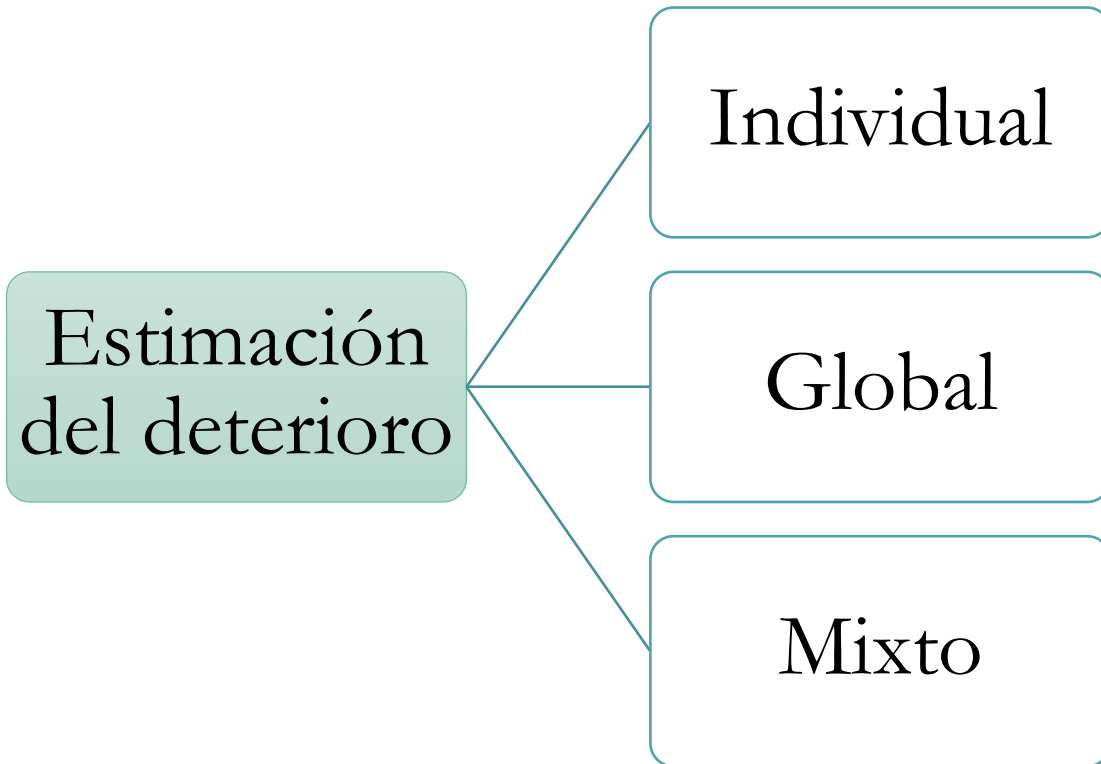 Estimación
del deterioro
Individual
Global
Mixto